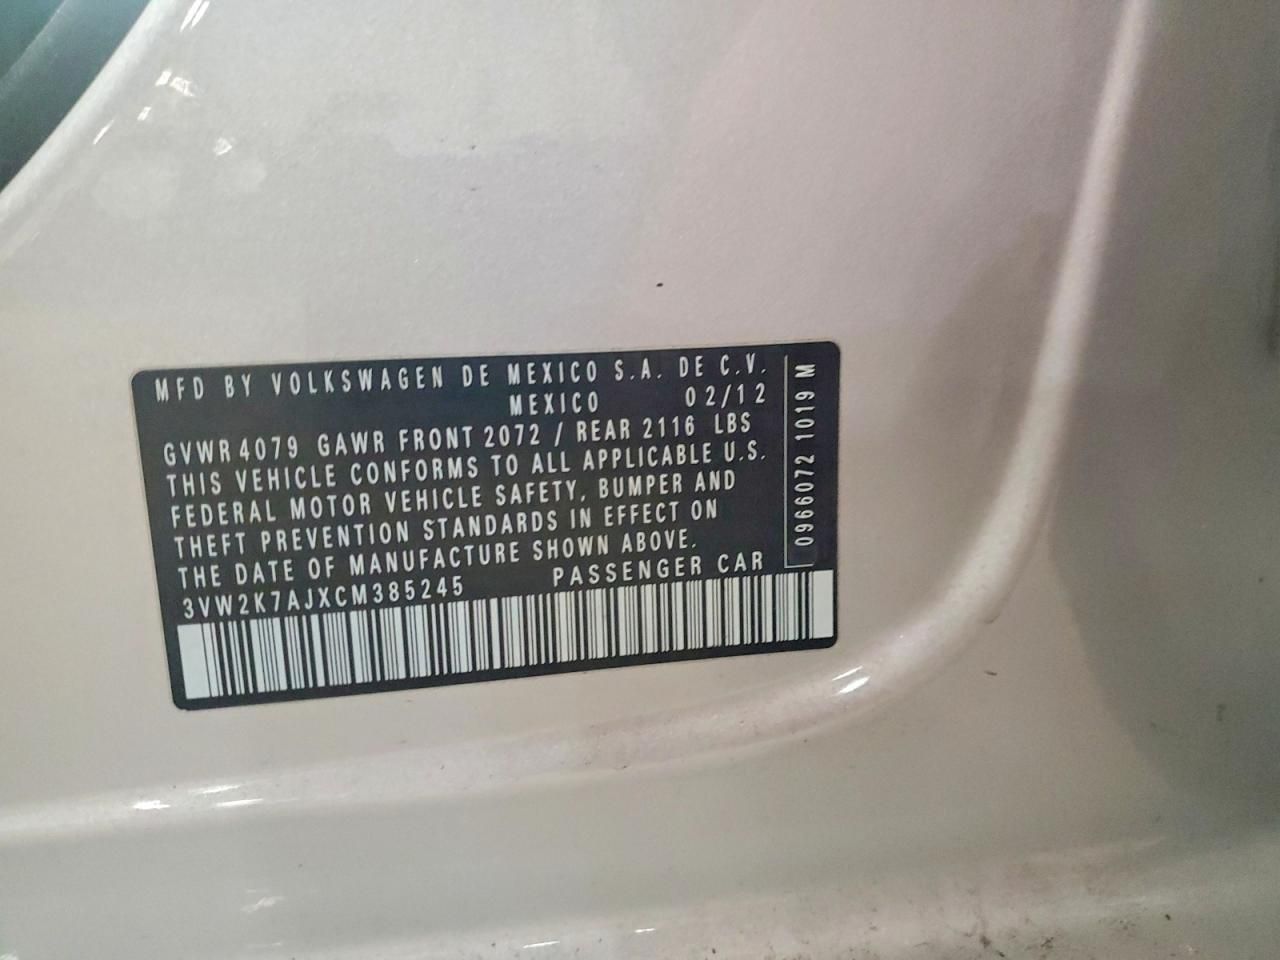 MFD BY VOLKSWAGEN DE MEXICO S.A. DE C.V.
MEXICO 02/12
GVWR 4079 GAWR FRONT 2072 / REAR 2116 LBS
THIS VEHICLE CONFORMS TO ALL APPLICABLE U.S.
FEDERAL MOTOR VEHICLE SAFETY, BUMPER AND
THEFT PREVENTION STANDARDS IN EFFECT ON
THE DATE OF MANUFACTURE SHOWN ABOVE.
3VW2K7AJXCM385245 PASSENGER CAR
0966072 1019 M